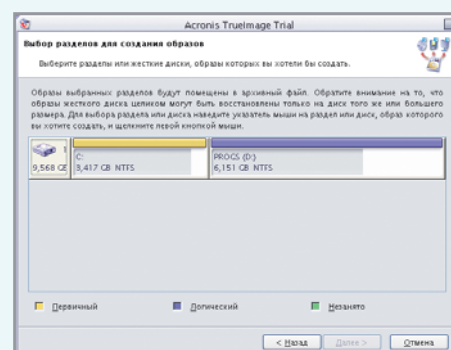 Acronis TrueImage Trial
Выбор разделов для создания образов
Выберите разделы или жесткие диски, образы которых вы хотели бы создать.
Образы выбранных разделов будут помещены в архивный файл. Обратите внимание на то, что
образы жесткого диска целиком могут быть восстановлены только на диск того же или большего
размера. Для выбора раздела или диска наведите указатель мыши на раздел или диск, образ которого
вы хотите создать, и щелкните левой кнопкой мыши.
1
9,568 GB
C:
3,417 GB NTFS
PROGS (D:)
6,151 GB NTFS
Первичный
Логический
Незанято
< Назад
Далее >
Отмена